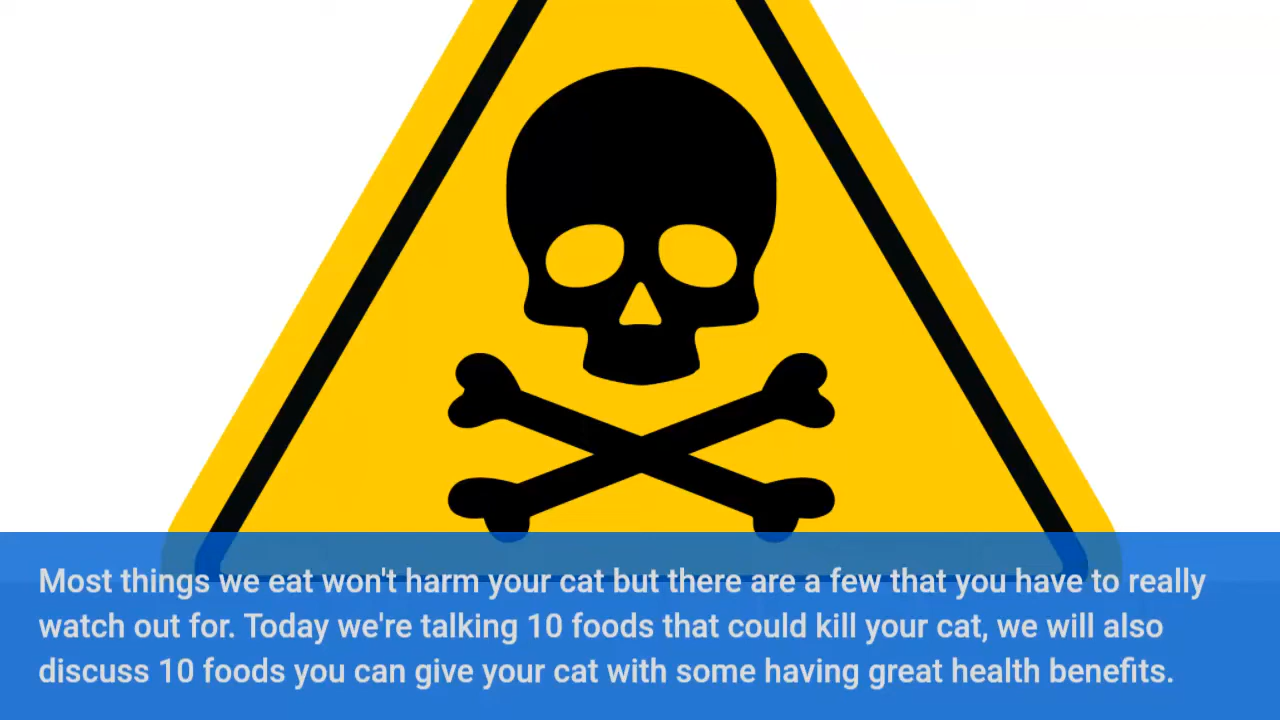 Most things we eat won't harm your cat but there are a few that you have to really
watch out for. Today we're talking 10 foods that could kill your cat, we will also
discuss 10 foods you can give your cat with some having great health benefits.